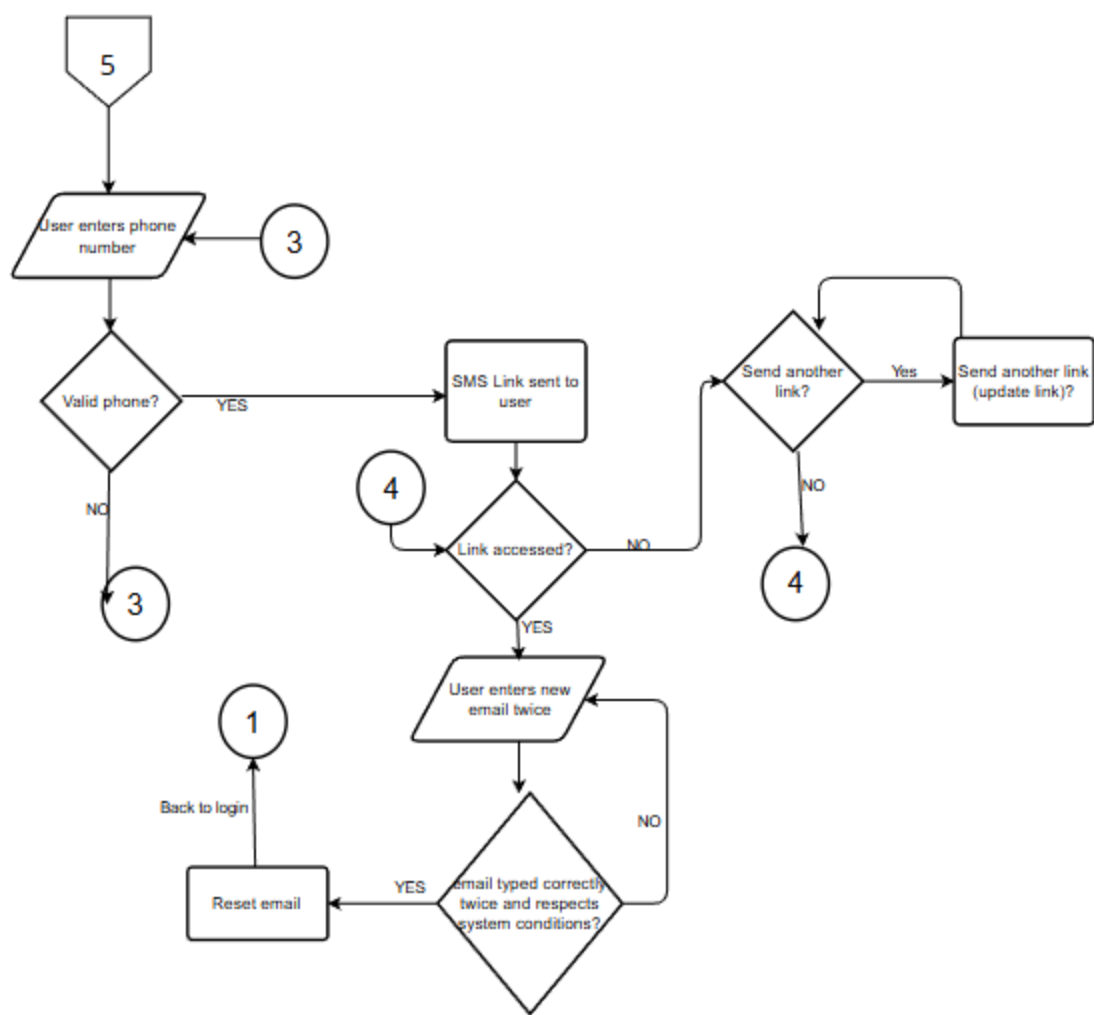 5
User enters phone
number
3
Valid phone?
YES
NO
3
SMS Link sent to
user
4
Link accessed?
NO
YES
Send another
link?
Yes
Send another link
(update link)?
NO
4
User enters new
email twice
NO
email typed correctly
twice and respects
system conditions?
YES
Reset email
Back to login
1